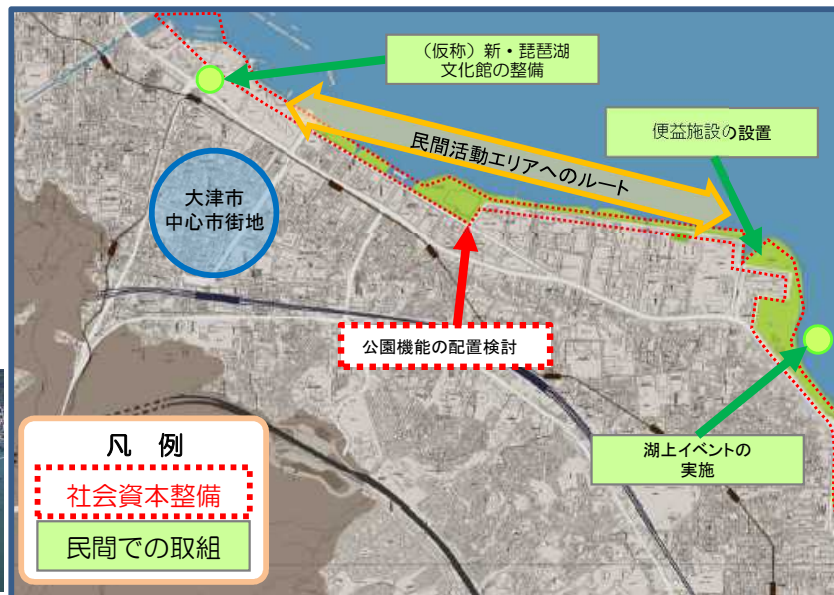 (仮称)新・琵琶湖
文化館の整備
便益施設の設置
民間活動エリアへのルート
大津市
中心市街地
公園機能の配置検討
湖上イベントの
実施
凡 例
社会資本整備
民間での取組